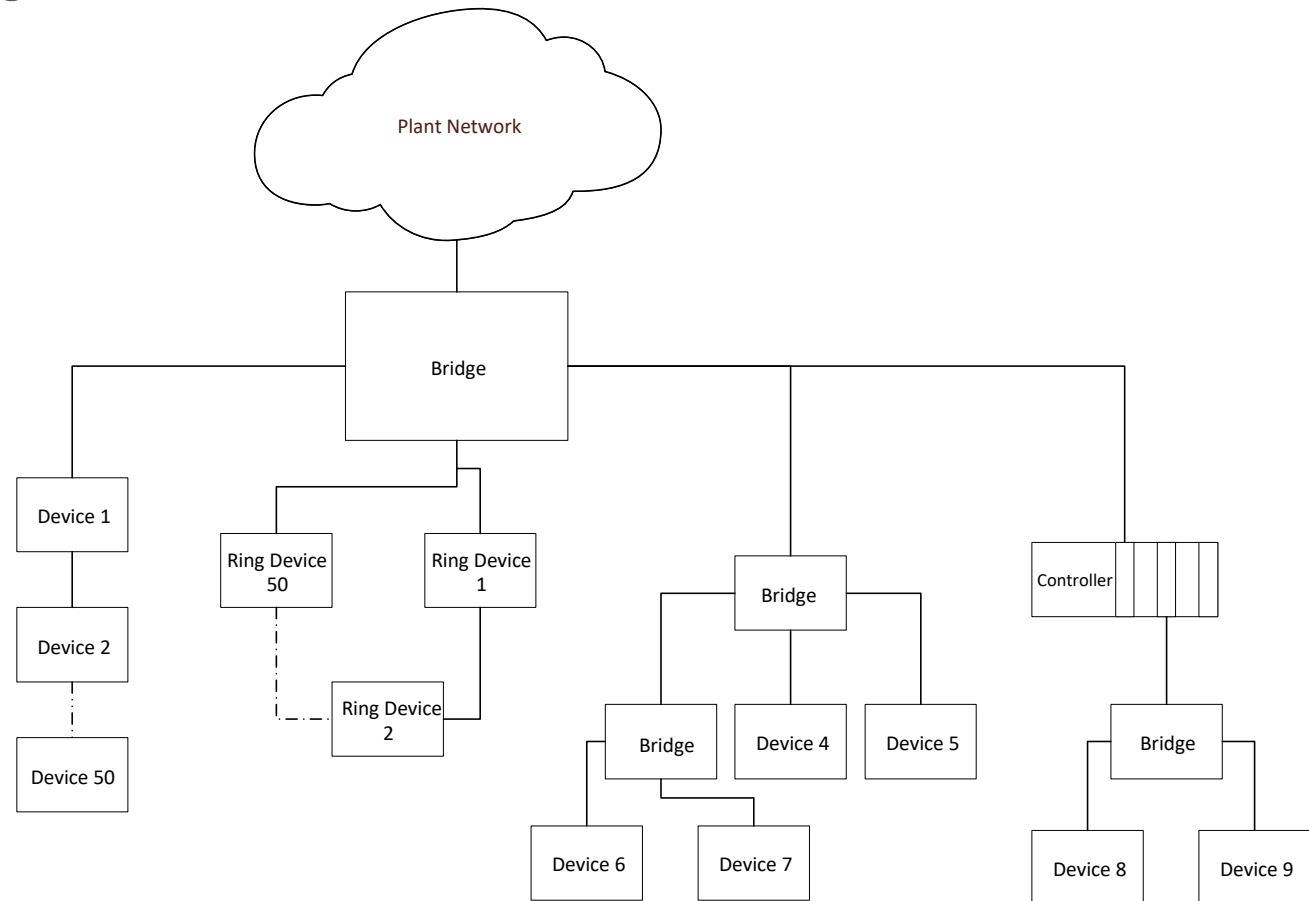 Plant Network
Bridge
Device 1
Device 2
Device 50
Ring Device
50
Ring Device
1
Ring Device
2
Bridge
Bridge
Device 4
Device 5
Device 6
Device 7
Controller
Bridge
Device 8
Device 9